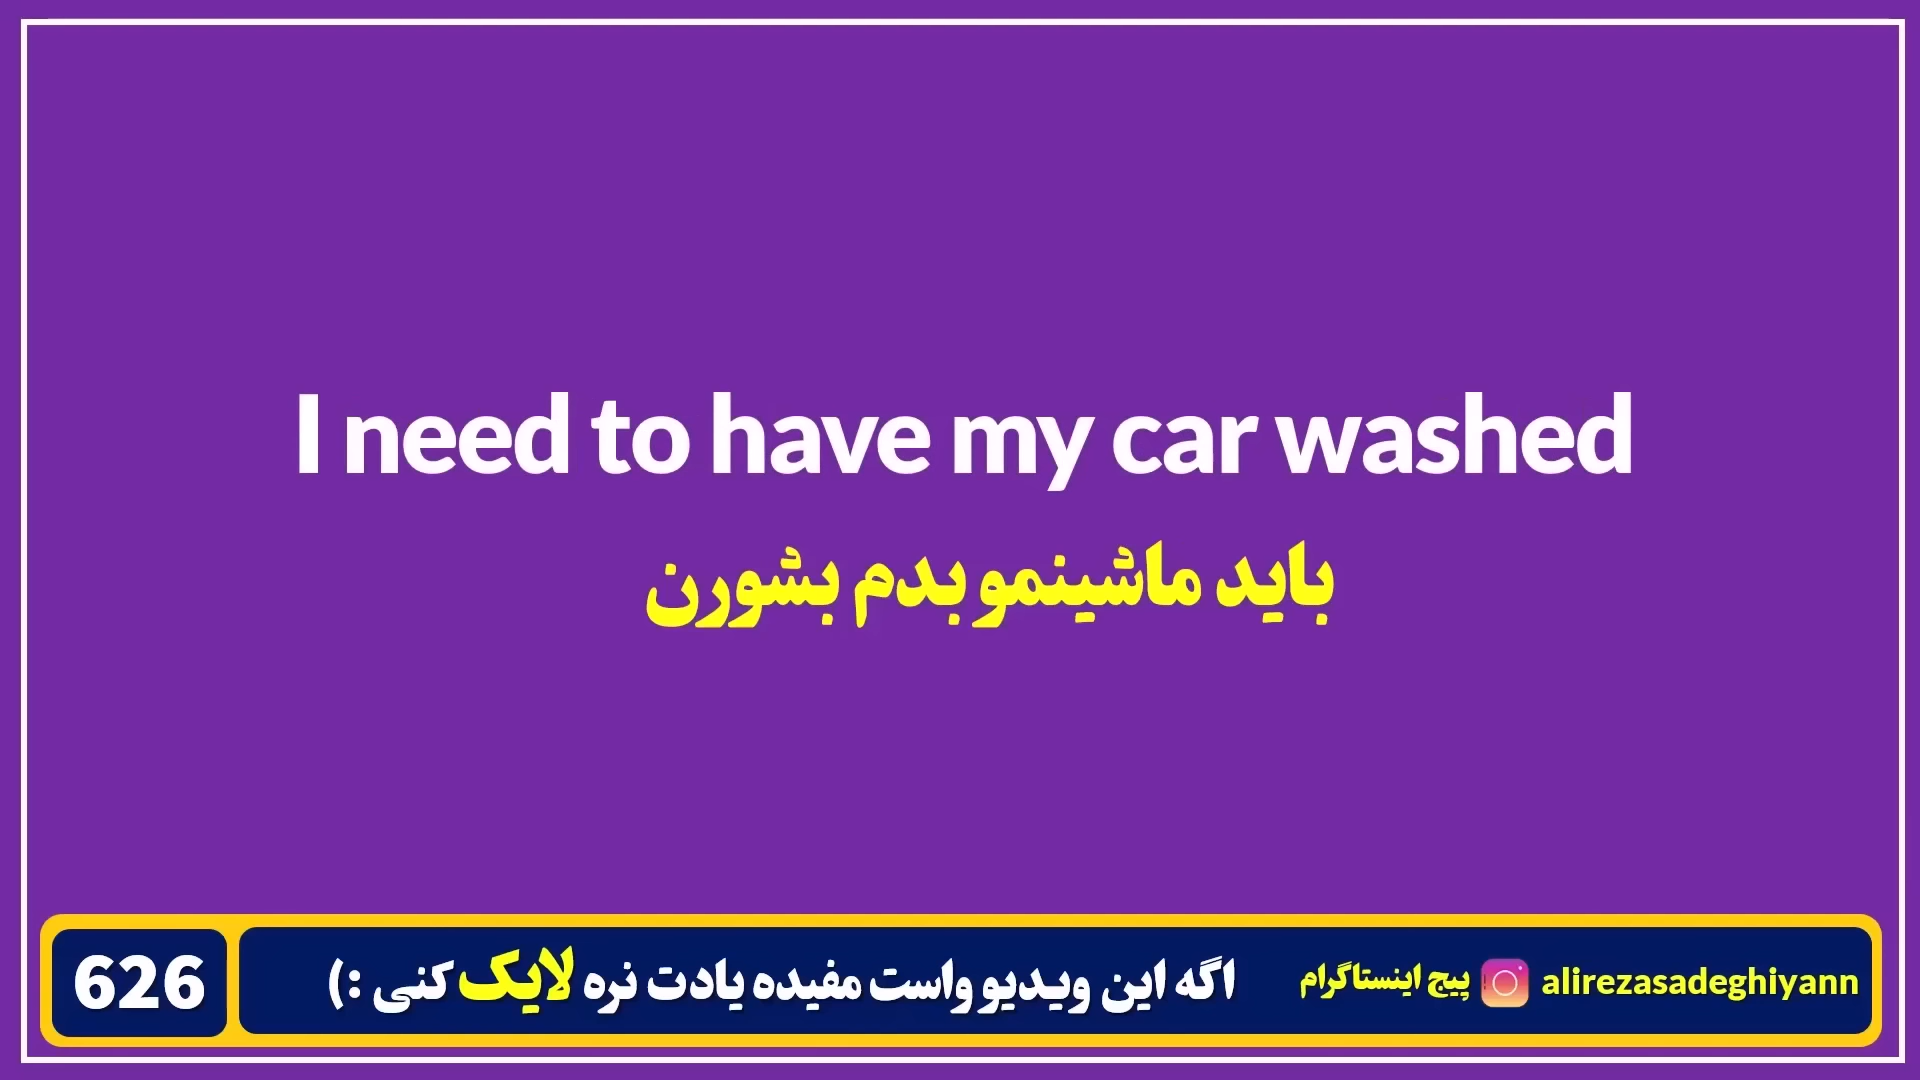 I need to have my car washed
باید ماشینمو بدم بشورن
626
اگه این ویدیو واست مفیده یادت نره لایک کنی :)
پیج اینستاگرام
alirezasadeghiyann